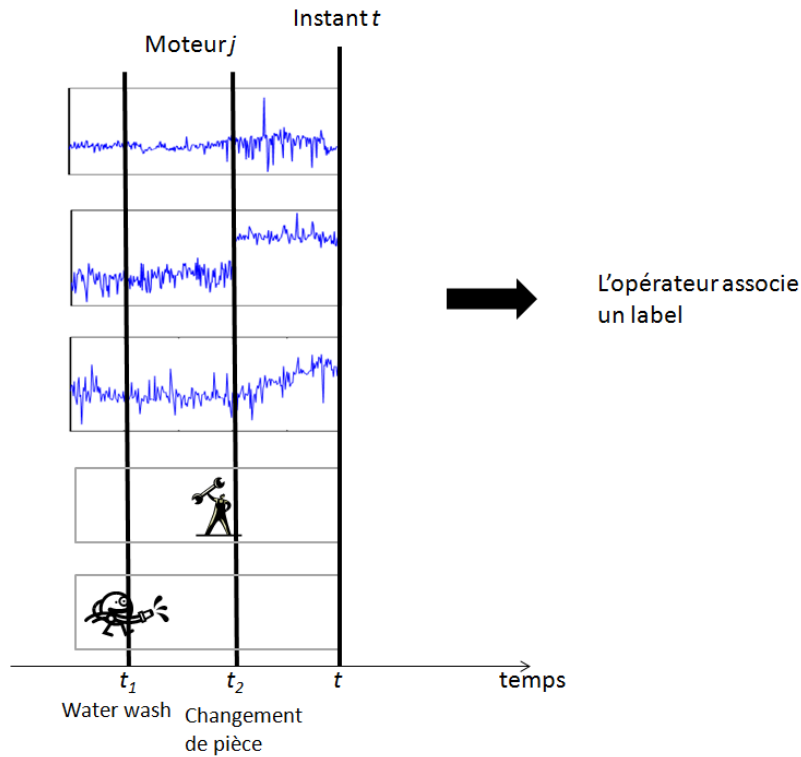 Instant t
Moteur j
L'opérateur associe
un label
t1
t2
t
temps
Water wash
Changement
de pièce